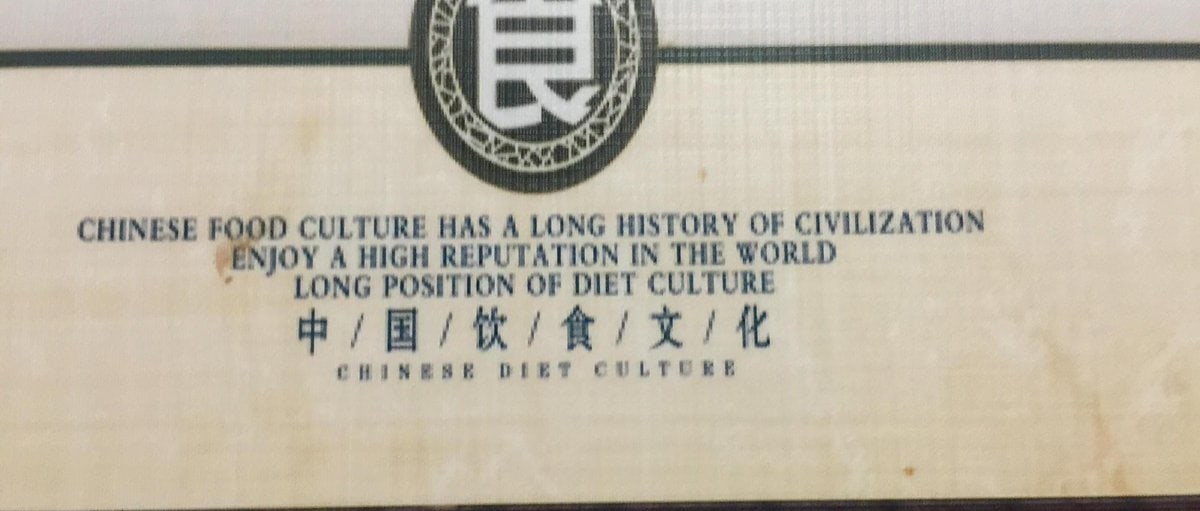 CHINESE FOOD CULTURE HAS A LONG HISTORY OF CIVILIZATION
ENJOY A HIGH REPUTATION IN THE WORLD
LONG POSITION OF DIET CULTURE
中/国/饮/食/文/化
CHINESE DIET CULTURE